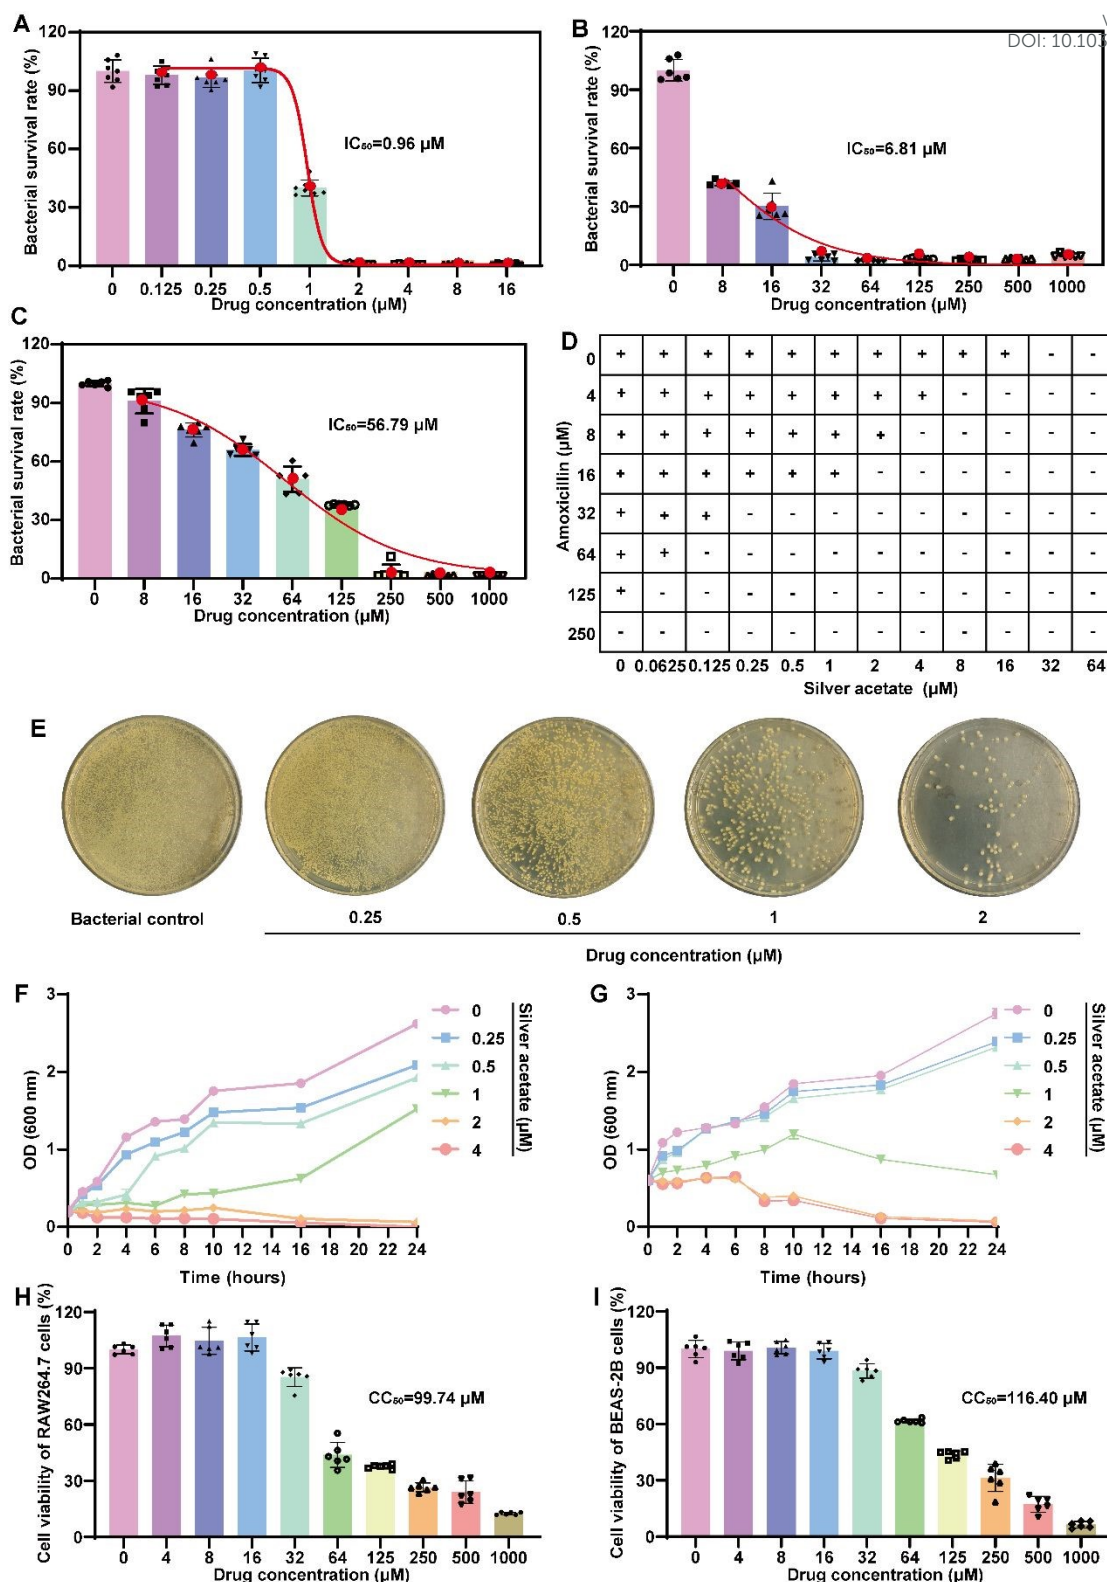 A
Bacterial survival rate (%)
120
90
60
30
0
IC₅₀=0.96 μM
0 0.125 0.25 0.5 1 2 4 8 16
Drug concentration (μM)
B
DOI: 10.103
Bacterial survival rate (%)
120
90
60
30
0
IC₅₀=6.81 μM
0 8 16 32 64 125 250 500 1000
Drug concentration (μM)
C
Bacterial survival rate (%)
120
90
60
30
0
IC₅₀=56.79 μM
0 8 16 32 64 125 250 500 1000
Drug concentration (μM)
D
Amoxicillin (μM)
0 + + + + + + + + + + - -
4 + + + + + + + + - - - -
8 + + + + + + + - - - - -
16 + + + + + + - - - - - -
32 + + + - - - - - - - - -
64 + + - - - - - - - - - -
125 + - - - - - - - - - - -
250 - - - - - - - - - - - -
0 0.0625 0.125 0.25 0.5 1 2 4 8 16 32 64
Silver acetate (μM)
E
Bacterial control 0.25 0.5 1 2
Drug concentration (μM)
F
OD (600 nm)
3
2
1
0
0 2 4 6 8 10 12 14 16 18 20 22 24
Time (hours)
0
0.25
0.5
1
2
4
Silver acetate (μM)
G
OD (600 nm)
3
2
1
0
0 2 4 6 8 10 12 14 16 18 20 22 24
Time (hours)
0
0.25
0.5
1
2
4
Silver acetate (μM)
H
Cell viability of RAW264.7 cells (%)
120
90
60
30
0
CC₅₀=99.74 μM
0 4 8 16 32 64 125 250 500 1000
Drug concentration (μM)
I
Cell viability of BEAS-2B cells (%)
120
90
60
30
0
CC₅₀=116.40 μM
0 4 8 16 32 64 125 250 500 1000
Drug concentration (μM)